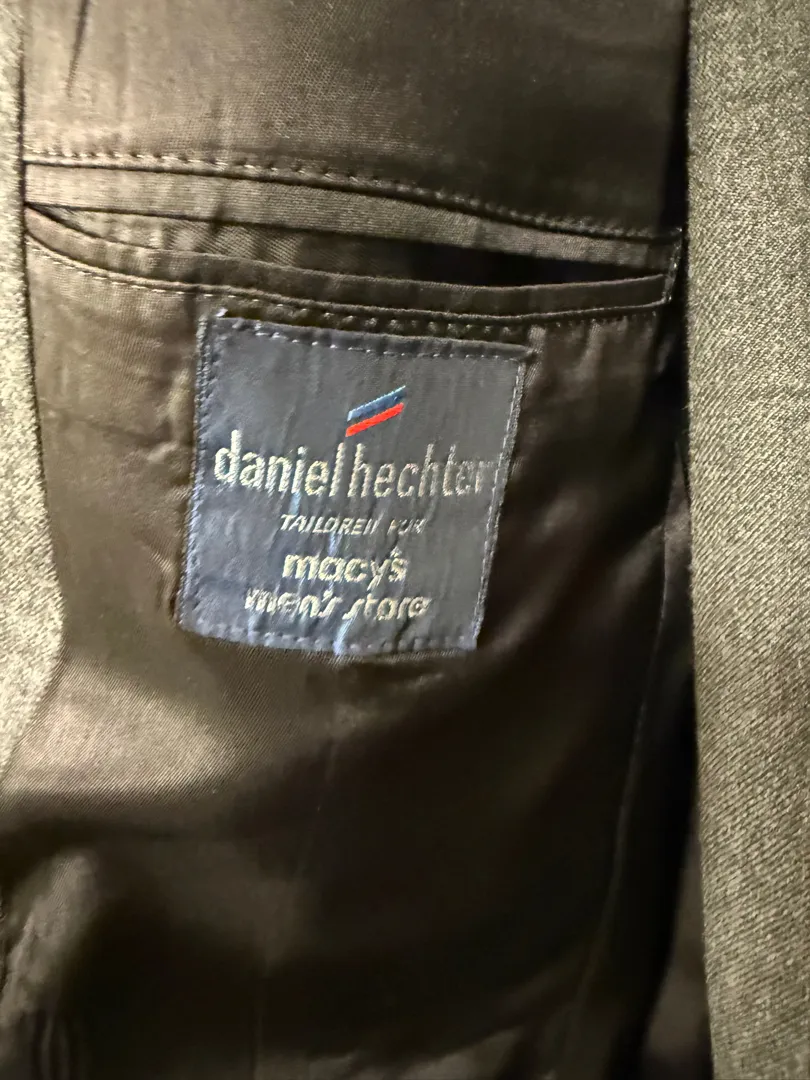 daniel hechter
TAILORED FOR
macy's
men's store